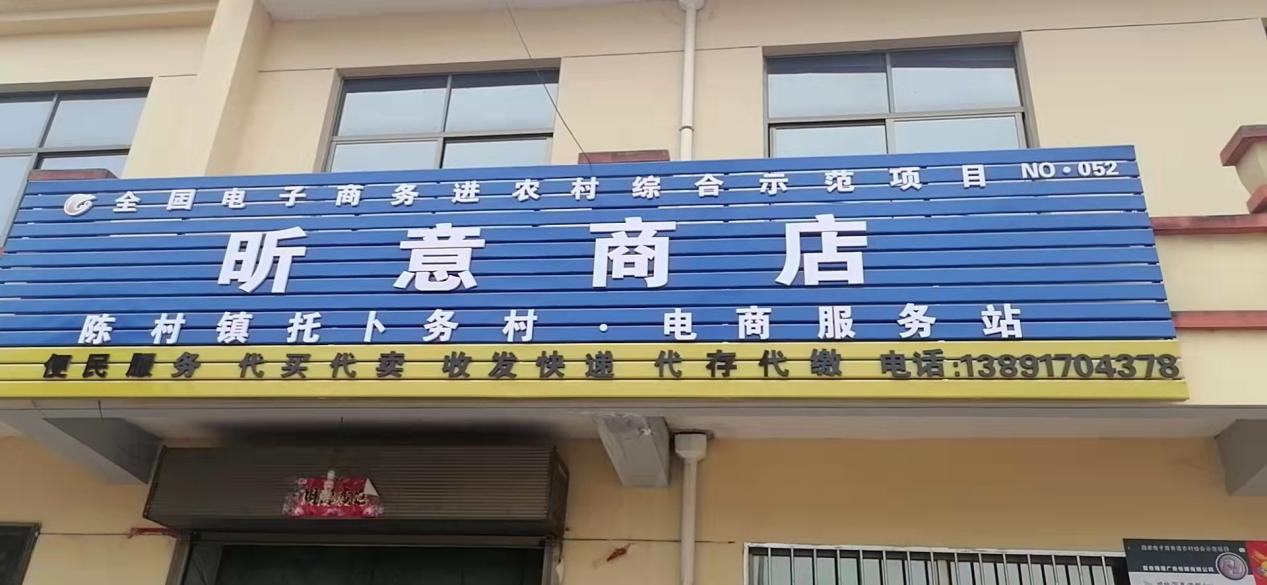 全国电子商务进农村综合示范项目 NO·052
昕意商店
陈村镇托卜务村·电商服务站
便民服务 代买代卖 收发快递 代存代缴 电话:13891704378